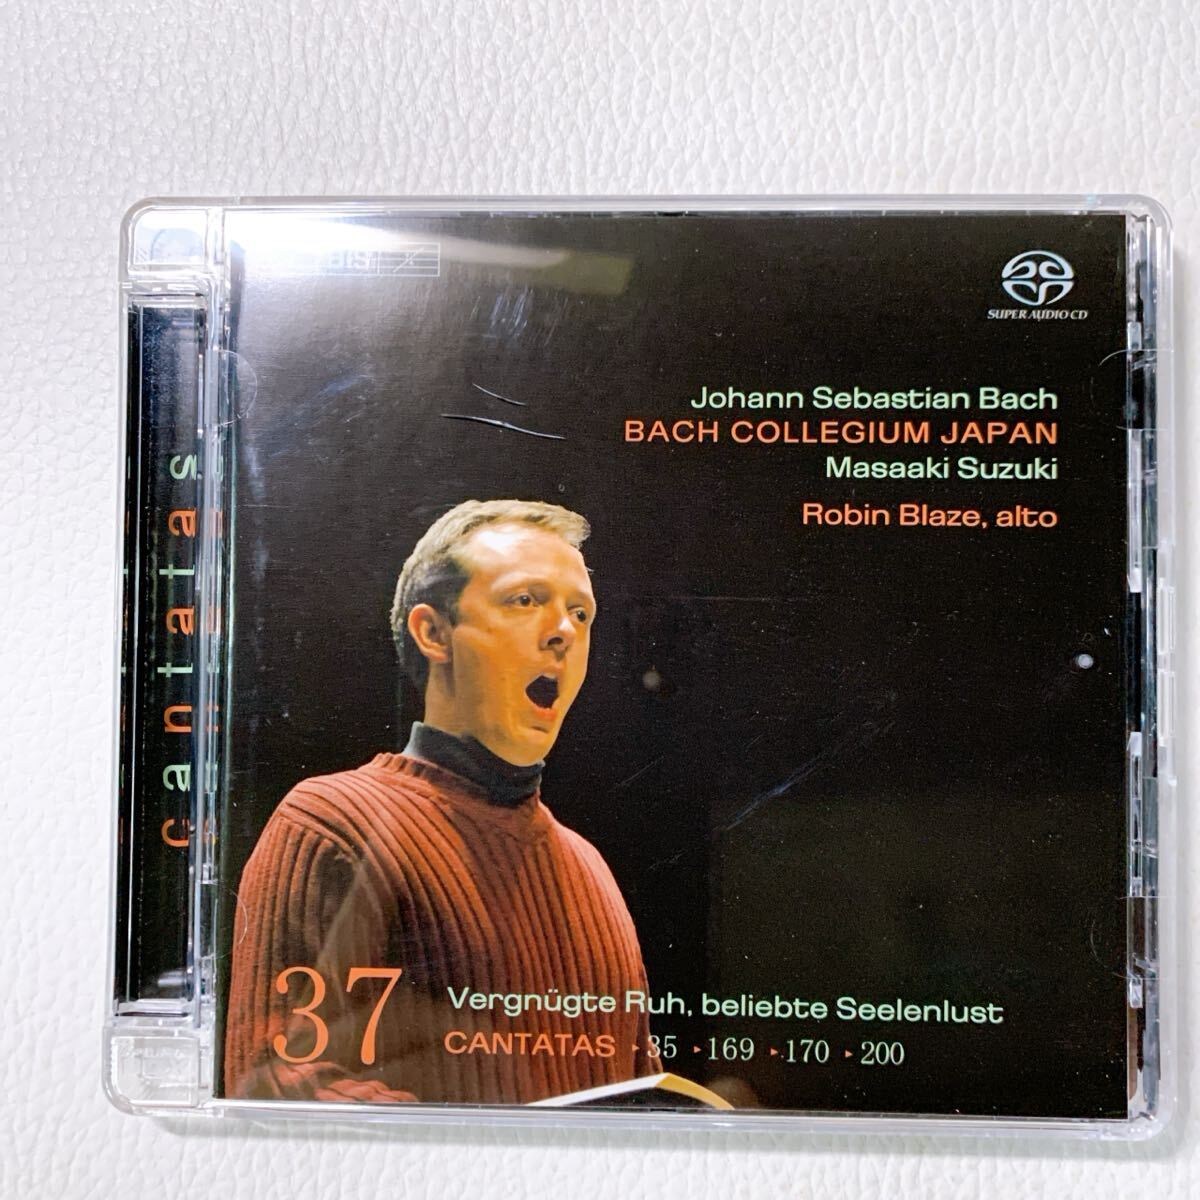 BIS
SUPER AUDIO CD
Johann Sebastian Bach
BACH COLLEGIUM JAPAN
Masaaki Suzuki
Robin Blaze, alto
cantatas
37
Vergnügte Ruh, beliebte Seelenlust
CANTATAS ▸35 ▸169 ▸170 ▸200